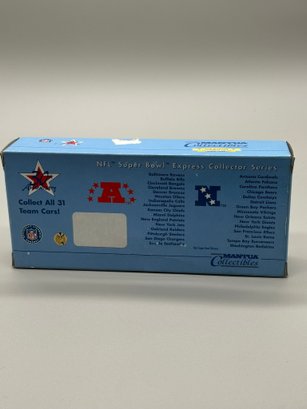 NFL Super Bowl Express Collector Series
Collect All 31
Team Cars!
A
Baltimore Ravens
Buffalo Bills
Cincinnati Bengals
Cleveland Browns
Denver Broncos
Indianapolis Colts
Jacksonville Jaguars
Kansas City Chiefs
Miami Dolphins
New England Patriots
New York Jets
Oakland Raiders
Pittsburgh Steelers
San Diego Chargers
N
Arizona Cardinals
Atlanta Falcons
Carolina Panthers
Chicago Bears
Dallas Cowboys
Detroit Lions
Green Bay Packers
Minnesota Vikings
New Orleans Saints
New York Giants
Philadelphia Eagles
San Francisco 49ers
St. Louis Rams
Tampa Bay Buccaneers
Washington Redskins
MANTUA
Collectibles